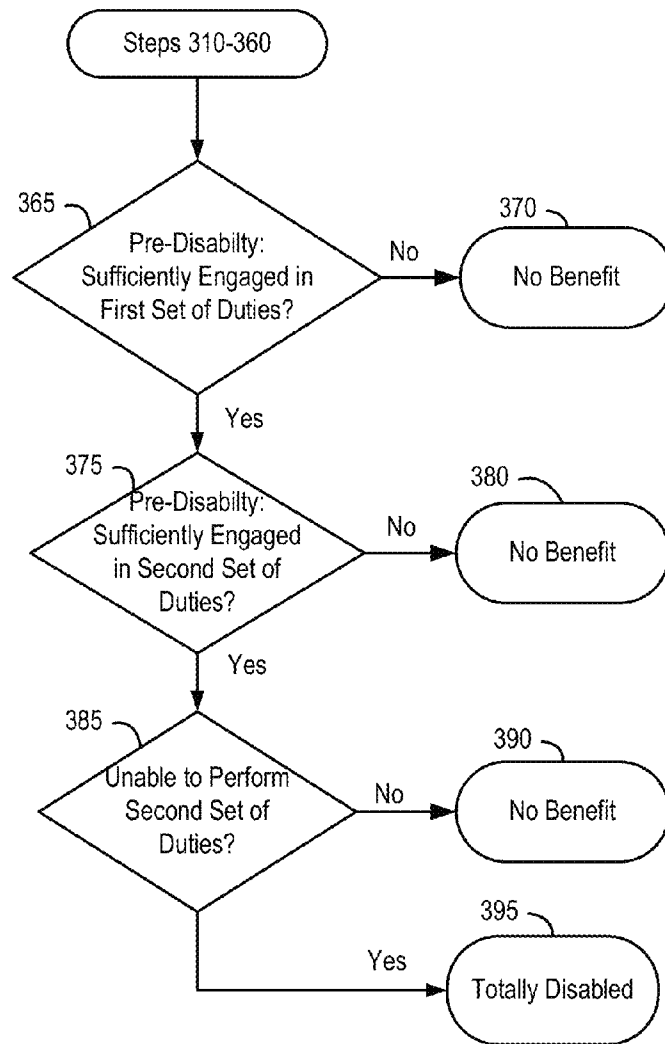 Steps 310-360
365
Pre-Disabilty:
Sufficiently Engaged in
First Set of Duties?
No
370
No Benefit
Yes
375
Pre-Disabilty:
Sufficiently Engaged
in Second Set of
Duties?
No
380
No Benefit
Yes
385
Unable to Perform
Second Set of
Duties?
No
390
No Benefit
Yes
395
Totally Disabled